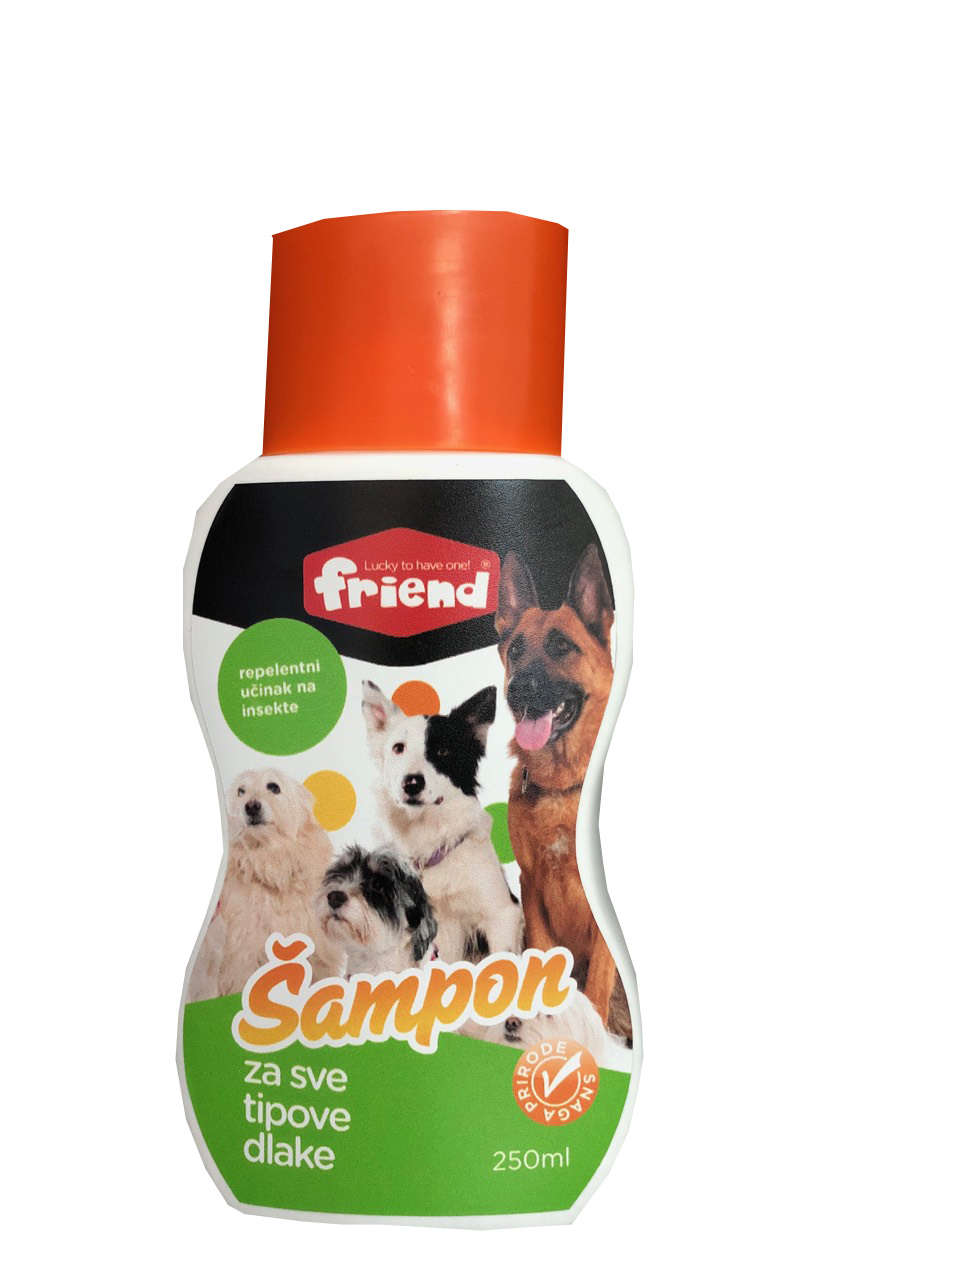 Lucky to have one! ®
friend
repelentni
učinak na
insekte
Šampon
za sve
tipove
dlake
SNAGA PRIRODE
250ml